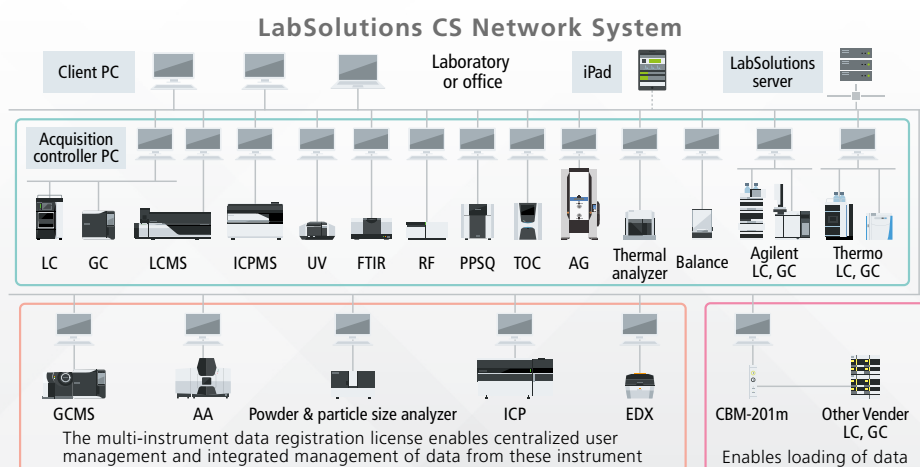 LabSolutions CS Network System
Client PC
Laboratory
or office
iPad
LabSolutions
server
Acquisition
controller PC
LC
GC
LCMS
ICPMS
UV
FTIR
RF
PPSQ
TOC
AG
Thermal
analyzer
Balance
Agilent
LC, GC
Thermo
LC, GC
GCMS
AA
Powder & particle size analyzer
ICP
EDX
CBM-201m
Other Vender
LC, GC
The multi-instrument data registration license enables centralized user
management and integrated management of data from these instrument
Enables loading of data